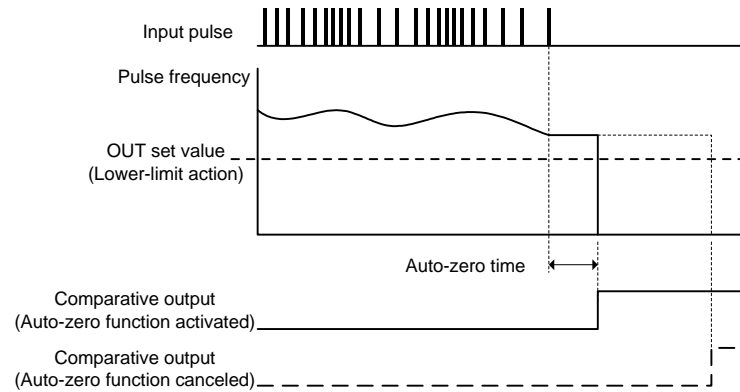 Input pulse
Pulse frequency
OUT set value
(Lower-limit action)
Auto-zero time
Comparative output
(Auto-zero function activated)
Comparative output
(Auto-zero function canceled)